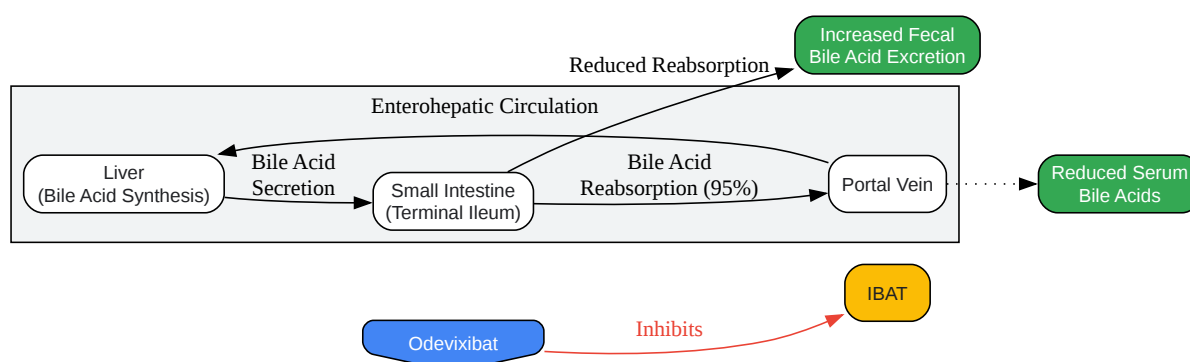 Increased Fecal
Bile Acid Excretion
Reduced Reabsorption
Enterohepatic Circulation
Liver
(Bile Acid Synthesis)
Bile Acid
Secretion
Small Intestine
(Terminal Ileum)
Bile Acid
Reabsorption (95%)
Portal Vein
Reduced Serum
Bile Acids
IBAT
Inhibits
Odevixibat